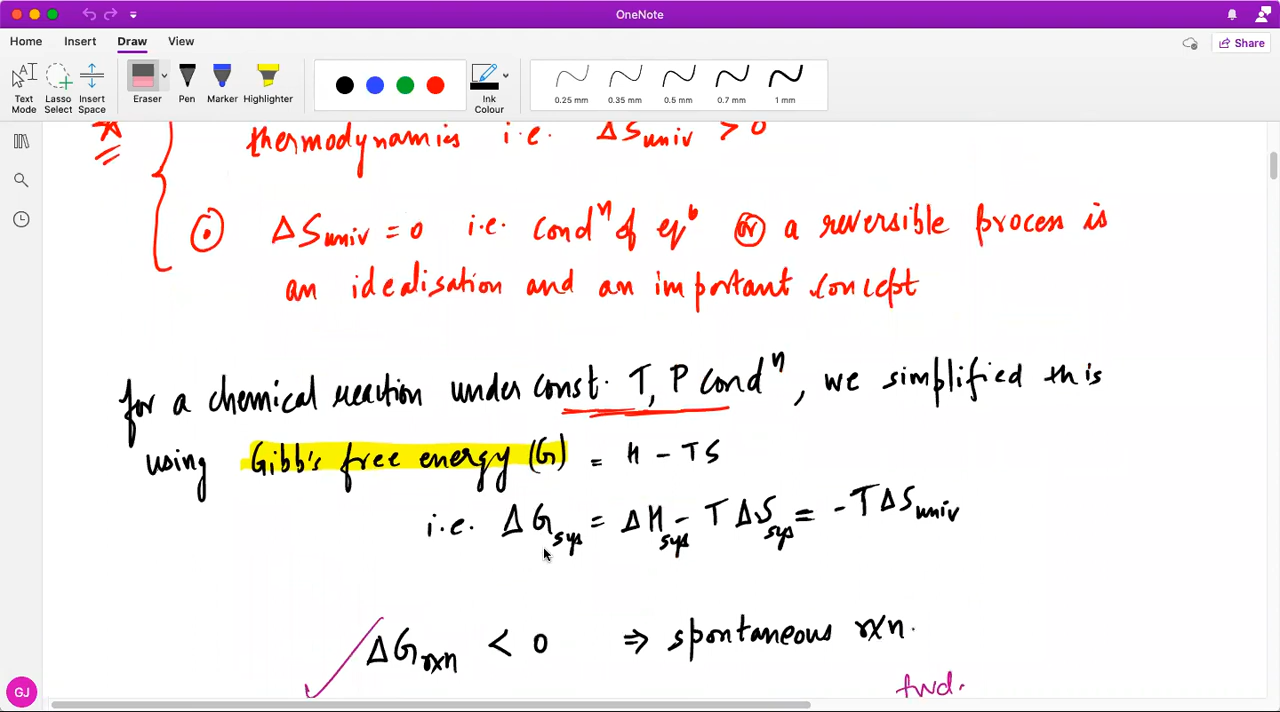 OneNote
Home Insert Draw View
Share
Text Mode
Lasso Select
Insert Space
Eraser
Pen
Marker
Highlighter
Ink Colour
0.25 mm
0.35 mm
0.5 mm
0.7 mm
1 mm
thermodynamics i.e. ΔSuniv > 0
ΔSuniv = 0 i.e. condⁿ of eqᵇ or a reversible process is
an idealisation and an important concept
for a chemical reaction under const. T, P condⁿ, we simplified this
using Gibb's free energy (G) = H - TS
i.e. ΔGsys = ΔHsys - TΔSsys = -TΔSuniv
ΔGrxn < 0 ⇒ spontaneous rxn.
fwd.
GJ